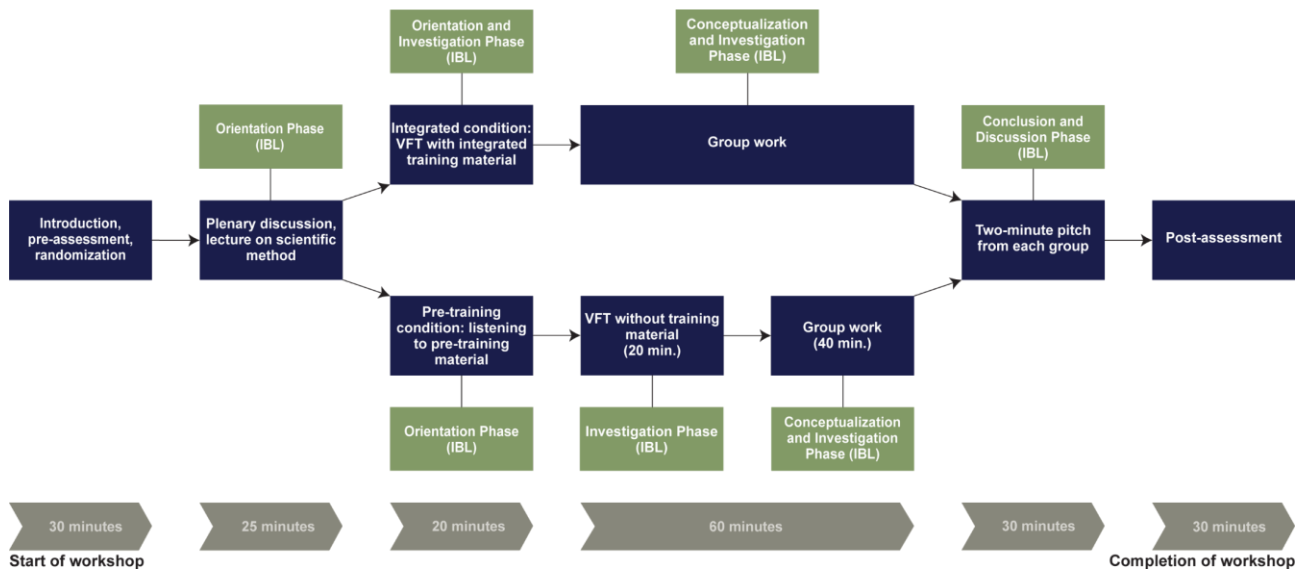 Orientation and
Investigation Phase
(IBL)
Conceptualization
and Investigation
Phase (IBL)
Orientation Phase
(IBL)
Integrated condition:
VFT with integrated
training material
Group work
Conclusion and
Discussion Phase
(IBL)
Introduction,
pre-assessment,
randomization
Plenary discussion,
lecture on scientific
method
Two-minute pitch
from each group
Post-assessment
Pre-training
condition: listening
to pre-training
material
VFT without training
material
(20 min.)
Group work
(40 min.)
Orientation Phase
(IBL)
Investigation Phase
(IBL)
Conceptualization
and Investigation
Phase (IBL)
30 minutes
25 minutes
20 minutes
60 minutes
30 minutes
30 minutes
Start of workshop
Completion of workshop